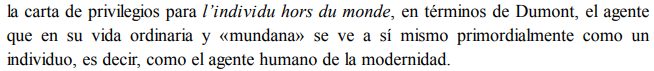 la carta de privilegios para l’individu hors du monde, en términos de Dumont, el agente
que en su vida ordinaria y «mundana» se ve a sí mismo primordialmente como un
individuo, es decir, como el agente humano de la modernidad.